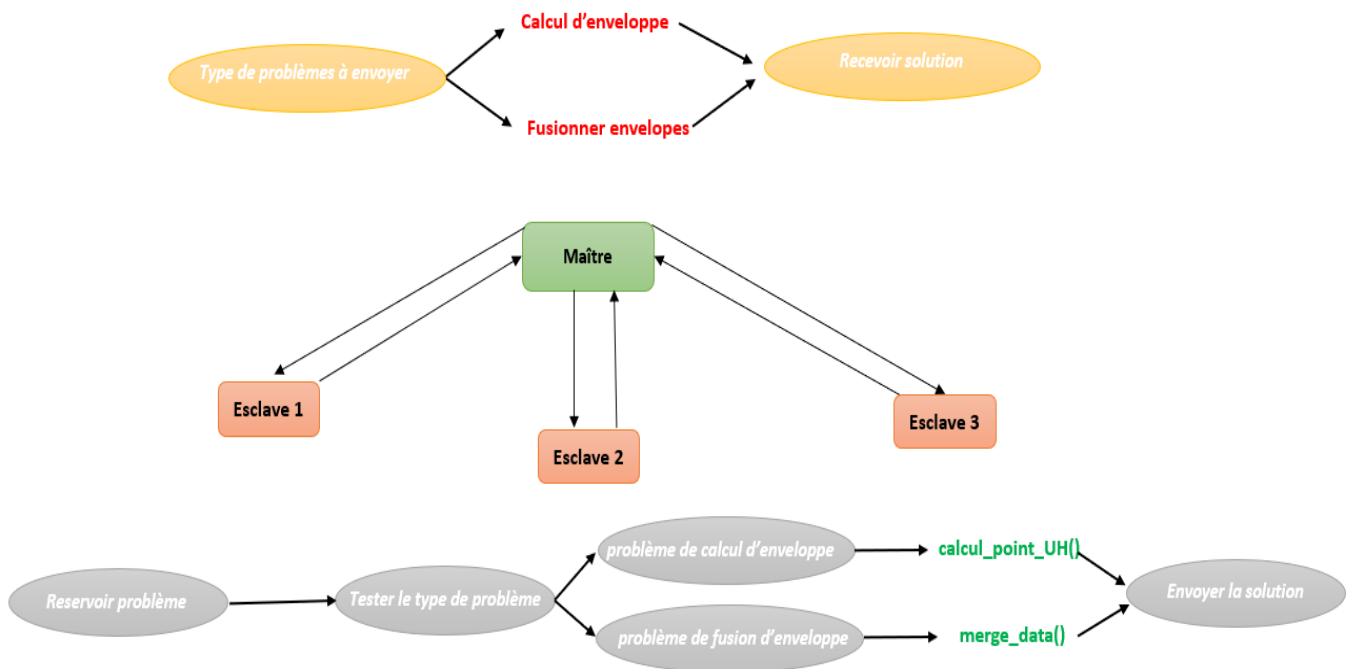 Calcul d'enveloppe
Type de problèmes à envoyer
Recevoir solution
Fusionner envelopes
Maître
Esclave 1
Esclave 2
Esclave 3
problème de calcul d'enveloppe
calcul_point_UH()
Reservoir problème
Tester le type de problème
Envoyer la solution
problème de fusion d'enveloppe
merge_data()